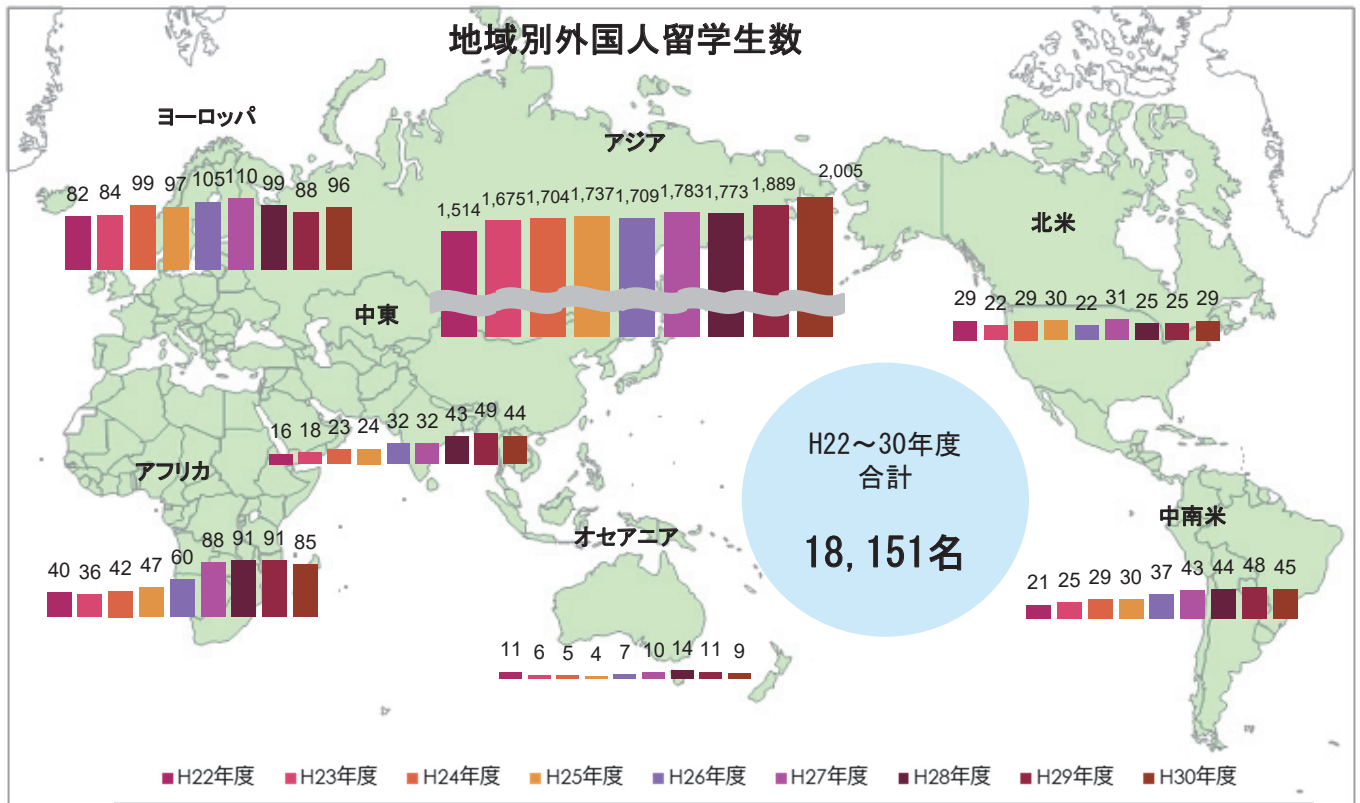 地域別外国人留学生数
ヨーロッパ
82 84 99 97 105 110 99 88 96
アジア
1,514 1,675 1,704 1,737 1,709 1,783 1,773 1,889 2,005
北米
29 22 29 30 22 31 25 25 29
中東
16 18 23 24 32 32 43 49 44
アフリカ
40 36 42 47 60 88 91 91 85
オセアニア
11 6 5 4 7 10 14 11 9
H22～30年度
合計
18,151名
中南米
21 25 29 30 37 43 44 48 45
H22年度 H23年度 H24年度 H25年度 H26年度 H27年度 H28年度 H29年度 H30年度